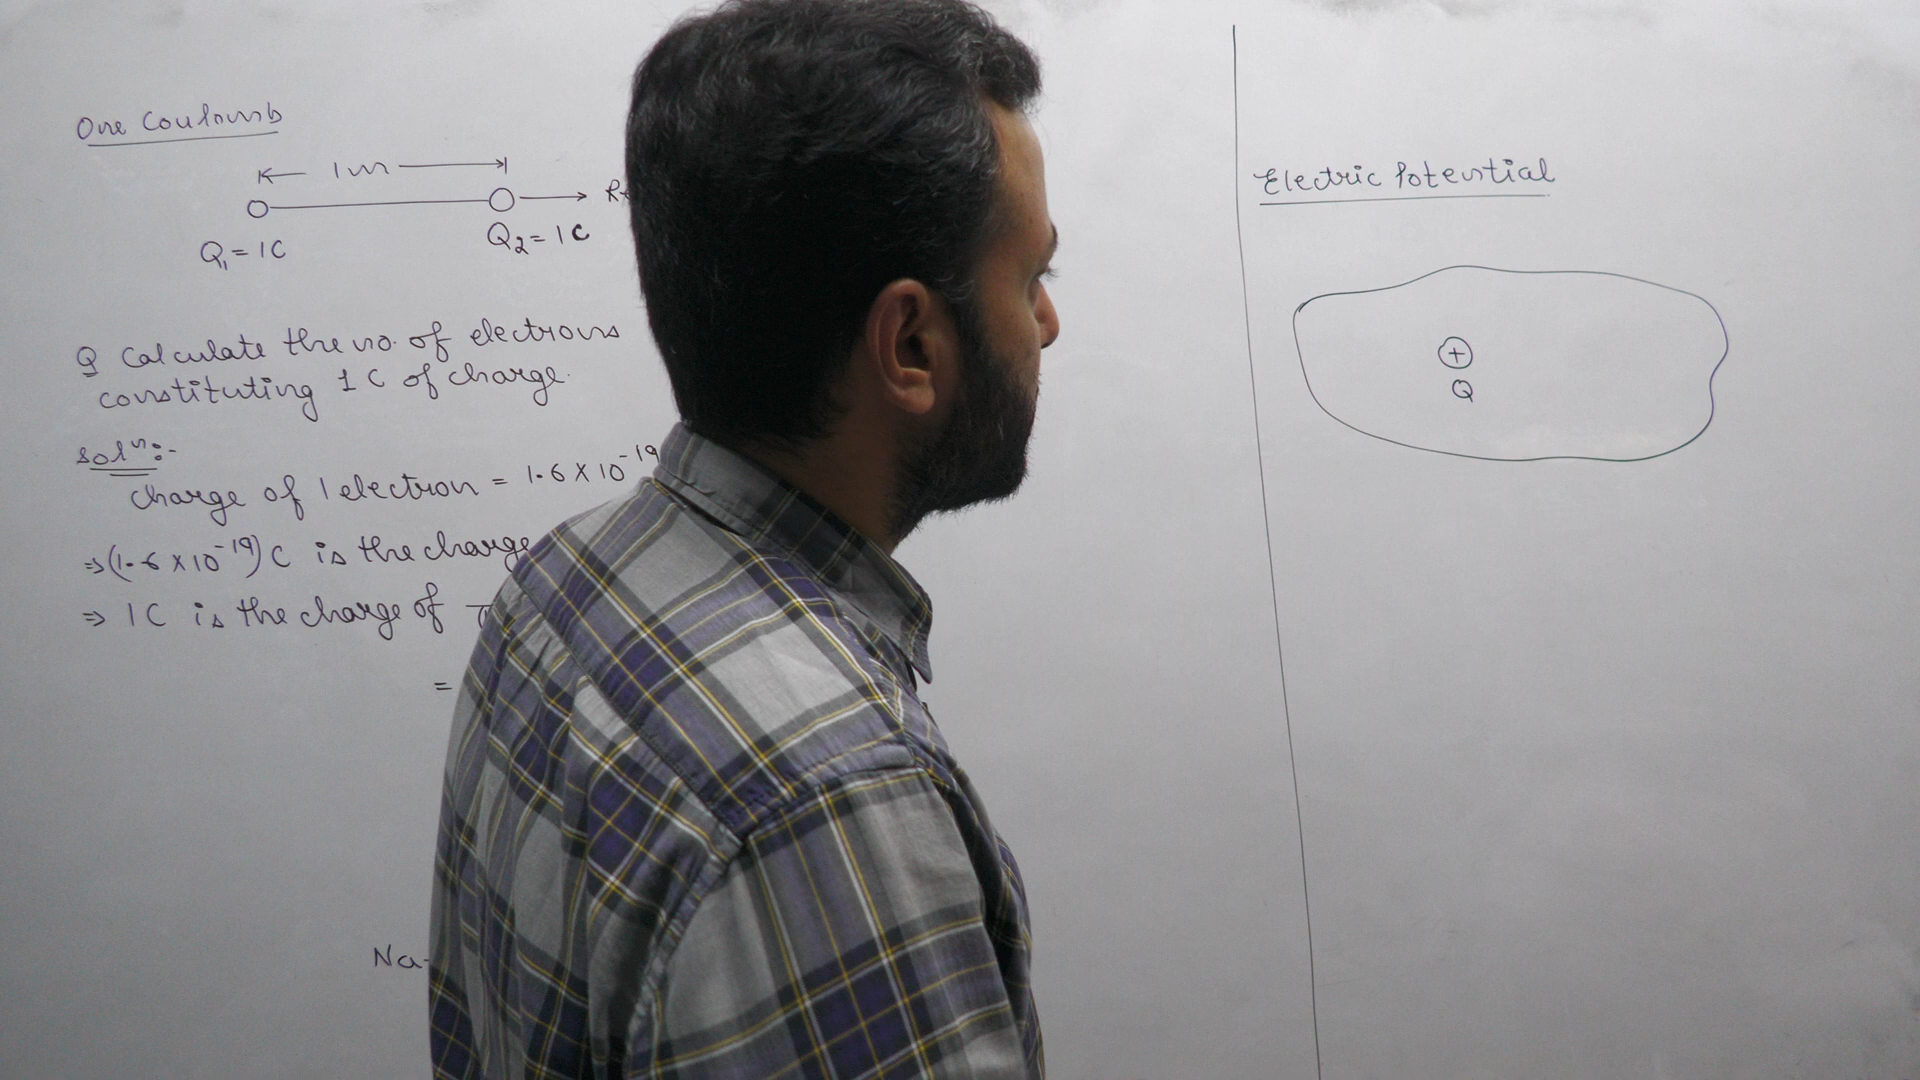 One Coulomb
1m
Q1 = 1C
Q2 = 1C
Q Calculate the no. of electrons
constituting 1 C of charge.
Solⁿ:-
Charge of 1 electron = 1.6 × 10⁻¹⁹
⇒ (1.6 × 10⁻¹⁹) C is the charge
⇒ 1C is the charge of
=
Na-
Electric Potential
+
Q